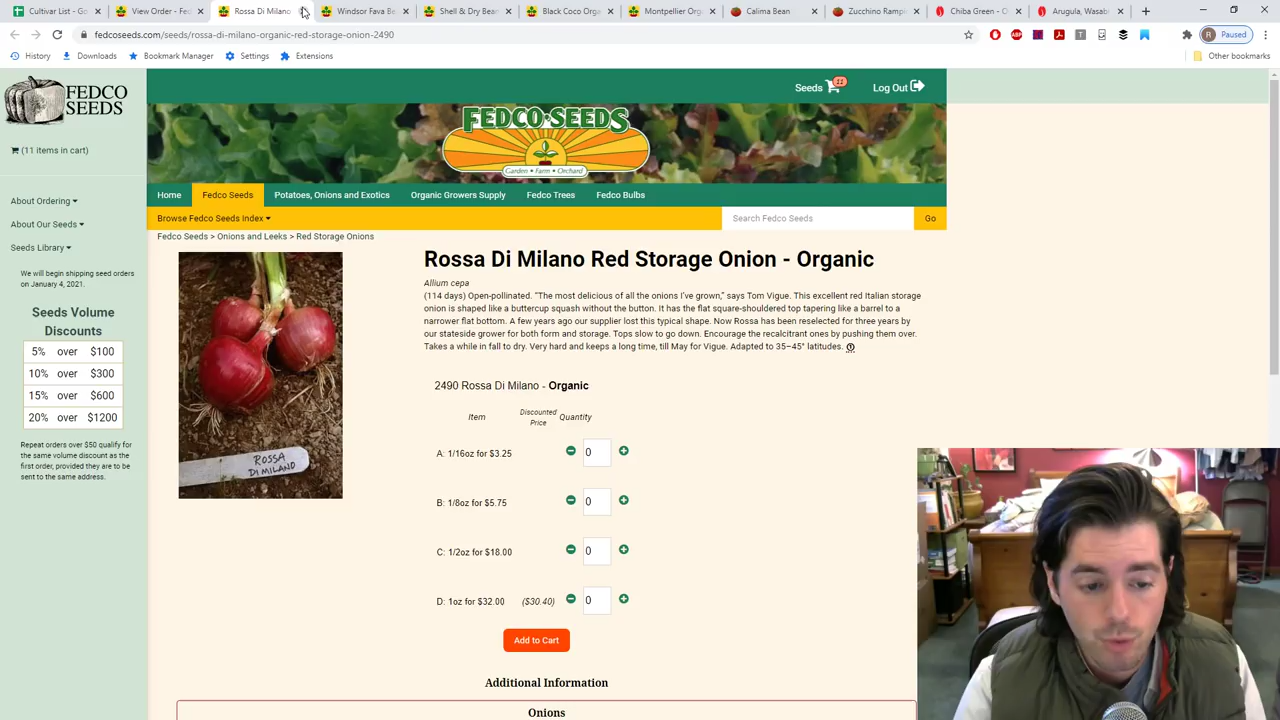 Cultivar List - Go
View Order - Fed
Rossa Di Milano
Windsor Fava Be
Shell & Dry Bean
Black Coco Orga
Montpellier Orga
Calima Bean
Zucchino Rampi
Chiba Green - O
Arugula, Wasabi
fedcoseeds.com/seeds/rossa-di-milano-organic-red-storage-onion-2490
Paused
History
Downloads
Bookmark Manager
Settings
Extensions
Other bookmarks
FEDCO
SEEDS
(11 items in cart)
About Ordering
About Our Seeds
Seeds Library
We will begin shipping seed orders
on January 4, 2021.
Seeds Volume
Discounts
5% over $100
10% over $300
15% over $600
20% over $1200
Repeat orders over $50 qualify for
the same volume discount as the
first order, provided they are to be
sent to the same address.
Seeds 11
Log Out
FEDCO SEEDS
Garden • Farm • Orchard
Home
Fedco Seeds
Potatoes, Onions and Exotics
Organic Growers Supply
Fedco Trees
Fedco Bulbs
Browse Fedco Seeds Index
Search Fedco Seeds
Go
Fedco Seeds > Onions and Leeks > Red Storage Onions
ROSSA
DI MILANO
Rossa Di Milano Red Storage Onion - Organic
Allium cepa
(114 days) Open-pollinated. “The most delicious of all the onions I’ve grown,” says Tom Vigue. This excellent red Italian storage
onion is shaped like a buttercup squash without the button. It has the flat square-shouldered top tapering like a barrel to a
narrower flat bottom. A few years ago our supplier lost this typical shape. Now Rossa has been reselected for three years by
our stateside grower for both form and storage. Tops slow to go down. Encourage the recalcitrant ones by pushing them over.
Takes a while in fall to dry. Very hard and keeps a long time, till May for Vigue. Adapted to 35–45° latitudes.
2490 Rossa Di Milano - Organic
Item
Discounted
Price
Quantity
A: 1/16oz for $3.25 0
B: 1/8oz for $5.75 0
C: 1/2oz for $18.00 0
D: 1oz for $32.00 ($30.40) 0
Add to Cart
Additional Information
Onions